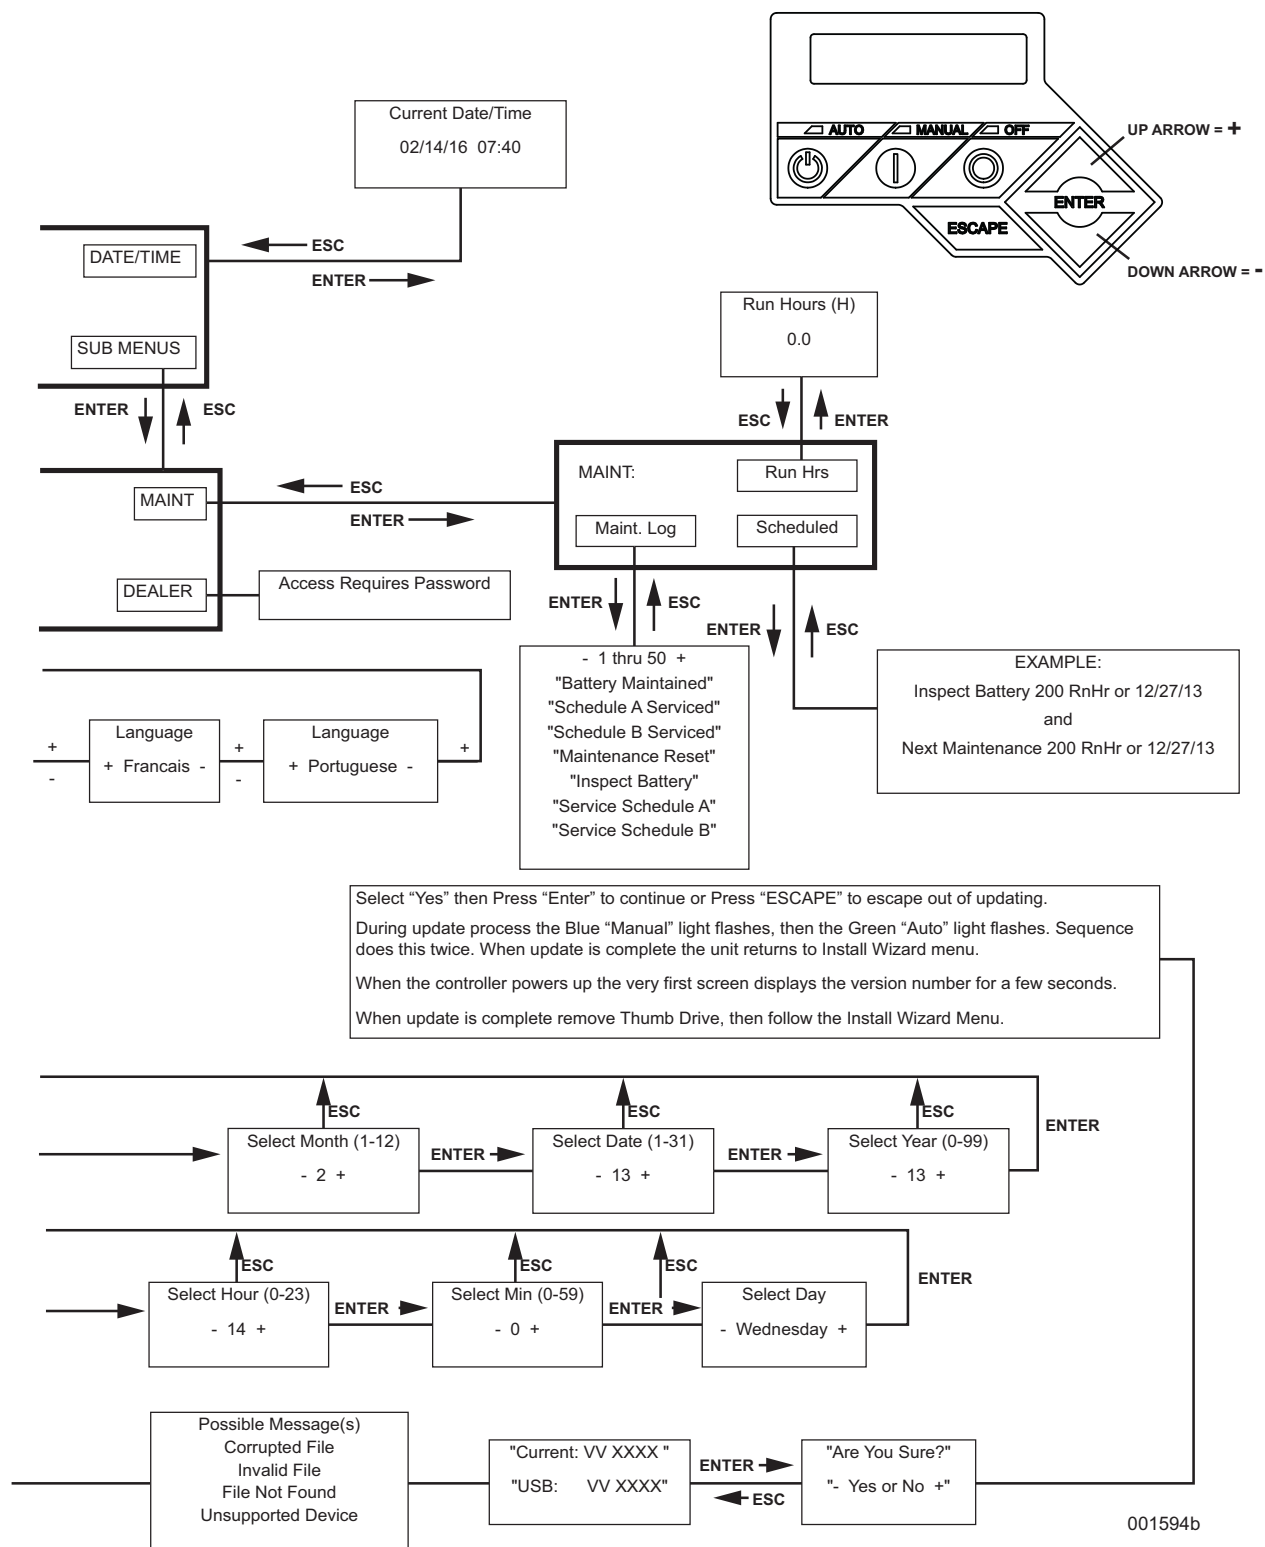 Current Date/Time
02/14/16 07:40
AUTO
MANUAL
OFF
UP ARROW = +
ENTER
ESCAPE
DOWN ARROW = -
DATE/TIME
ESC
ENTER
SUB MENUS
ENTER
ESC
Run Hours (H)
0.0
ESC
ENTER
MAINT
ESC
ENTER
MAINT:
Run Hrs
Maint. Log
Scheduled
DEALER
Access Requires Password
ENTER
ESC
ENTER
ESC
- 1 thru 50 +
"Battery Maintained"
"Schedule A Serviced"
"Schedule B Serviced"
"Maintenance Reset"
"Inspect Battery"
"Service Schedule A"
"Service Schedule B"
EXAMPLE:
Inspect Battery 200 RnHr or 12/27/13
and
Next Maintenance 200 RnHr or 12/27/13
+
-
Language
+ Francais -
+
-
Language
+ Portuguese -
+
Select “Yes” then Press “Enter” to continue or Press “ESCAPE” to escape out of updating.
During update process the Blue “Manual” light flashes, then the Green “Auto” light flashes. Sequence
does this twice. When update is complete the unit returns to Install Wizard menu.
When the controller powers up the very first screen displays the version number for a few seconds.
When update is complete remove Thumb Drive, then follow the Install Wizard Menu.
ESC
ESC
ESC
Select Month (1-12)
- 2 +
ENTER
Select Date (1-31)
- 13 +
ENTER
Select Year (0-99)
- 13 +
ENTER
ESC
ESC
ESC
Select Hour (0-23)
- 14 +
ENTER
Select Min (0-59)
- 0 +
ENTER
Select Day
- Wednesday +
ENTER
Possible Message(s)
Corrupted File
Invalid File
File Not Found
Unsupported Device
"Current: VV XXXX "
"USB: VV XXXX"
ENTER
ESC
"Are You Sure?"
"- Yes or No +"
001594b